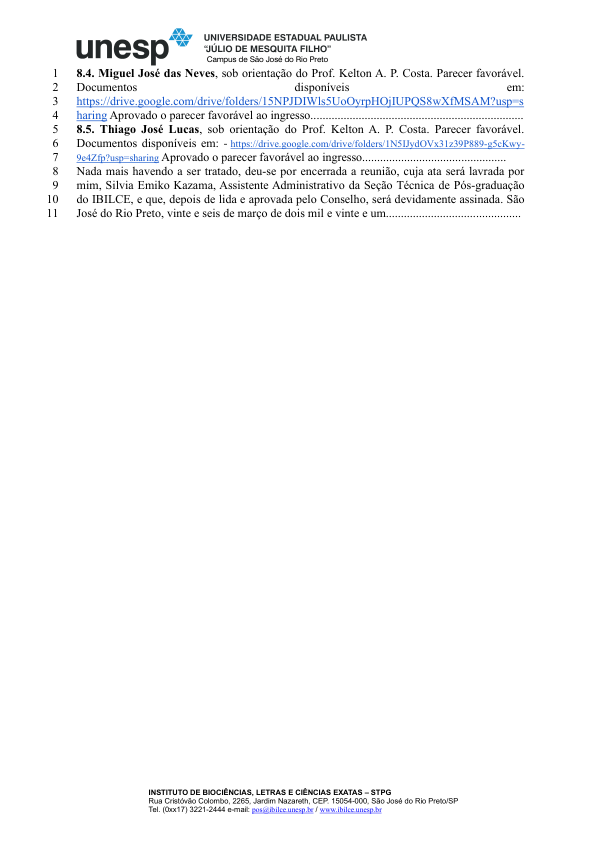 unesp
UNIVERSIDADE ESTADUAL PAULISTA
“JÚLIO DE MESQUITA FILHO”
Campus de São José do Rio Preto
1 8.4. Miguel José das Neves, sob orientação do Prof. Kelton A. P. Costa. Parecer favorável.
2 Documentos disponíveis em:
3 https://drive.google.com/drive/folders/15NPJDIWls5UoOyrpHOjIUPQS8wXfMSAM?usp=s
4 haring Aprovado o parecer favorável ao ingresso.......................................................................
5 8.5. Thiago José Lucas, sob orientação do Prof. Kelton A. P. Costa. Parecer favorável.
6 Documentos disponíveis em: - https://drive.google.com/drive/folders/1N5IJydOVx31z39P889-g5cKwy-
7 9e4Zfp?usp=sharing Aprovado o parecer favorável ao ingresso................................................
8 Nada mais havendo a ser tratado, deu-se por encerrada a reunião, cuja ata será lavrada por
9 mim, Silvia Emiko Kazama, Assistente Administrativo da Seção Técnica de Pós-graduação
10 do IBILCE, e que, depois de lida e aprovada pelo Conselho, será devidamente assinada. São
11 José do Rio Preto, vinte e seis de março de dois mil e vinte e um.............................................
INSTITUTO DE BIOCIÊNCIAS, LETRAS E CIÊNCIAS EXATAS – STPG
Rua Cristóvão Colombo, 2265, Jardim Nazareth, CEP. 15054-000, São José do Rio Preto/SP
Tel. (0xx17) 3221-2444 e-mail: pos@ibilce.unesp.br / www.ibilce.unesp.br